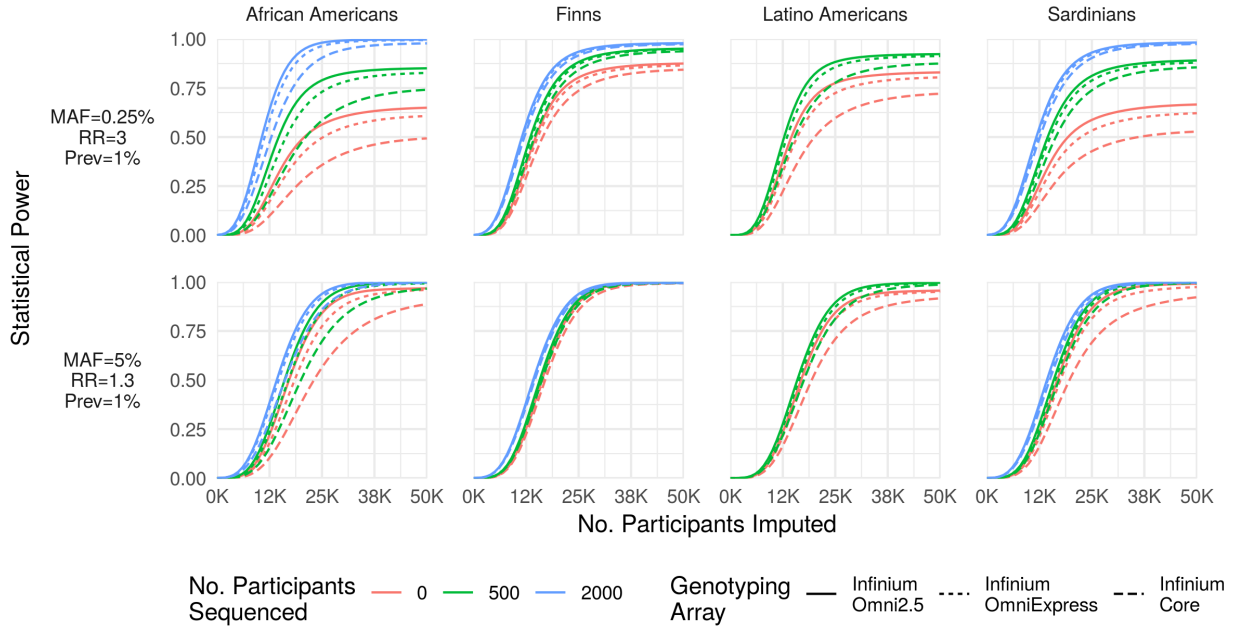 African Americans
Finns
Latino Americans
Sardinians
Statistical Power
MAF=0.25%
RR=3
Prev=1%
1.00
0.75
0.50
0.25
0.00
MAF=5%
RR=1.3
Prev=1%
1.00
0.75
0.50
0.25
0.00
0K 12K 25K 38K 50K
0K 12K 25K 38K 50K
0K 12K 25K 38K 50K
0K 12K 25K 38K 50K
No. Participants Imputed
No. Participants
Sequenced
0
500
2000
Genotyping
Array
Infinium
Omni2.5
Infinium
OmniExpress
Infinium
Core